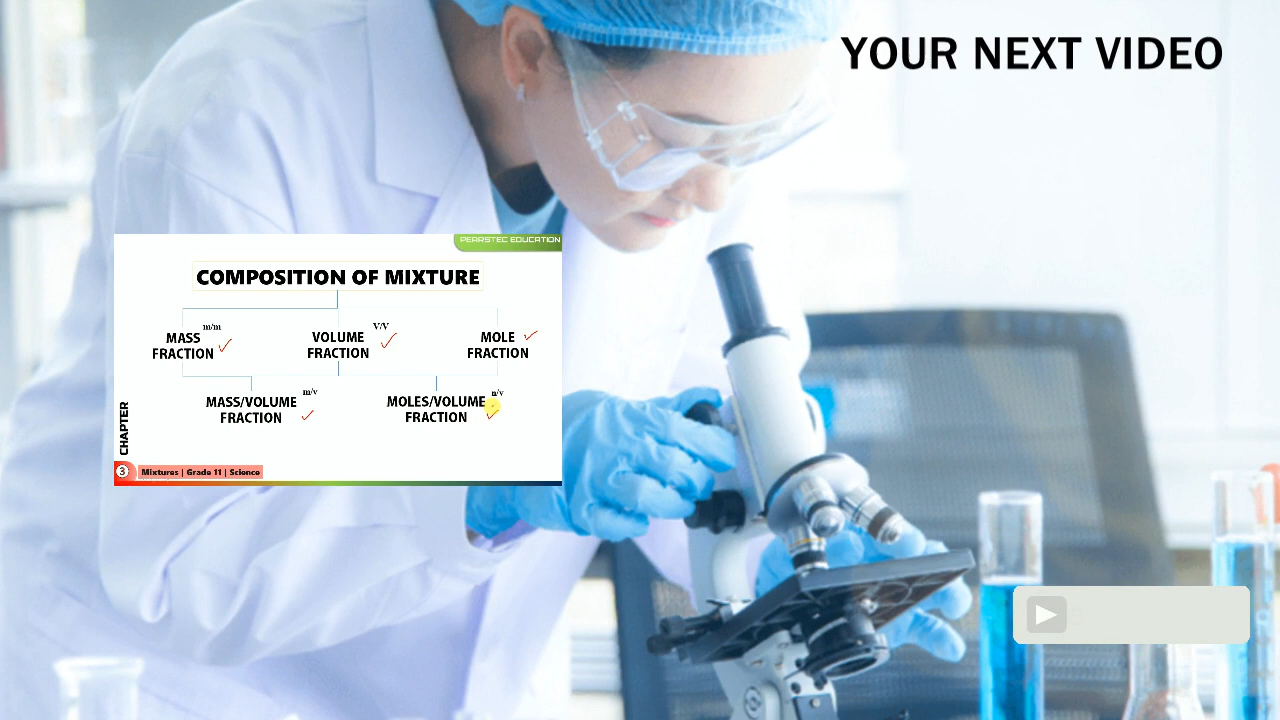 YOUR NEXT VIDEO
PEARSTEC EDUCATION
COMPOSITION OF MIXTURE
MASS FRACTION m/m
VOLUME FRACTION V/V
MOLE FRACTION
MASS/VOLUME FRACTION m/v
MOLES/VOLUME FRACTION n/v
CHAPTER
3 Mixtures | Grade 11 | Science